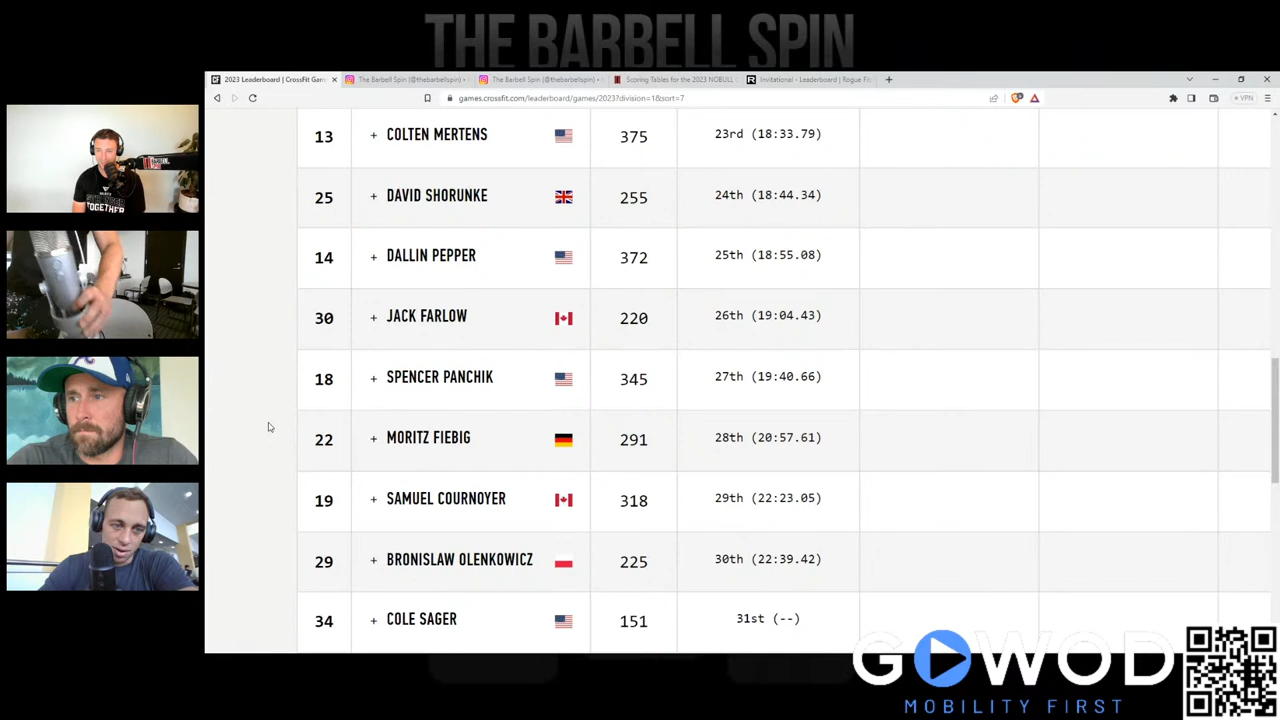 THE BARBELL SPIN
2023 Leaderboard | CrossFit Gam
The Barbell Spin (@thebarbellspin) •
The Barbell Spin (@thebarbellspin) •
Scoring Tables for the 2023 NOBULL
Invitational - Leaderboard | Rogue Fit
games.crossfit.com/leaderboard/games/2023?division=1&sort=7
VPN
13 + COLTEN MERTENS 375 23rd (18:33.79)
25 + DAVID SHORUNKE 255 24th (18:44.34)
14 + DALLIN PEPPER 372 25th (18:55.08)
30 + JACK FARLOW 220 26th (19:04.43)
18 + SPENCER PANCHIK 345 27th (19:40.66)
22 + MORITZ FIEBIG 291 28th (20:57.61)
19 + SAMUEL COURNOYER 318 29th (22:23.05)
29 + BRONISLAW OLENKOWICZ 225 30th (22:39.42)
34 + COLE SAGER 151 31st (--)
TOGETHER
GOWOD
MOBILITY FIRST